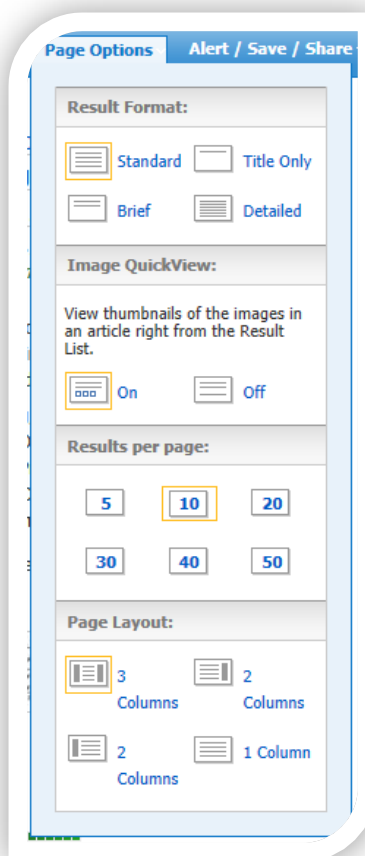 Page Options
Alert / Save / Share
Result Format:
Standard
Title Only
Brief
Detailed
Image QuickView:
View thumbnails of the images in
an article right from the Result
List.
On
Off
Results per page:
5 10 20
30 40 50
Page Layout:
3
Columns
2
Columns
2
Columns
1 Column